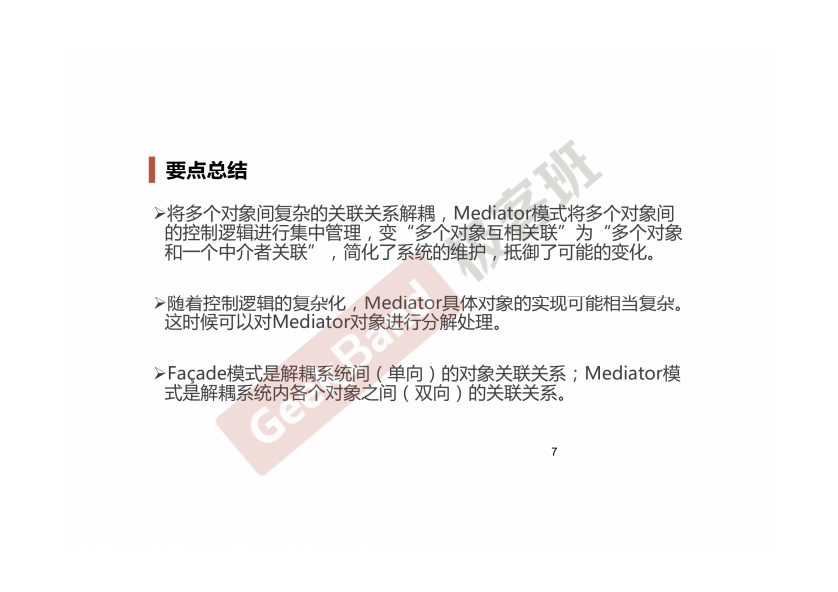 要点总结
➢将多个对象间复杂的关联关系解耦，Mediator模式将多个对象间
的控制逻辑进行集中管理，变“多个对象互相关联”为“多个对象
和一个中介者关联”，简化了系统的维护，抵御了可能的变化。
➢随着控制逻辑的复杂化，Mediator具体对象的实现可能相当复杂。
这时候可以对Mediator对象进行分解处理。
➢Façade模式是解耦系统间（单向）的对象关联关系；Mediator模
式是解耦系统内各个对象之间（双向）的关联关系。
7
GeekBand 极客班